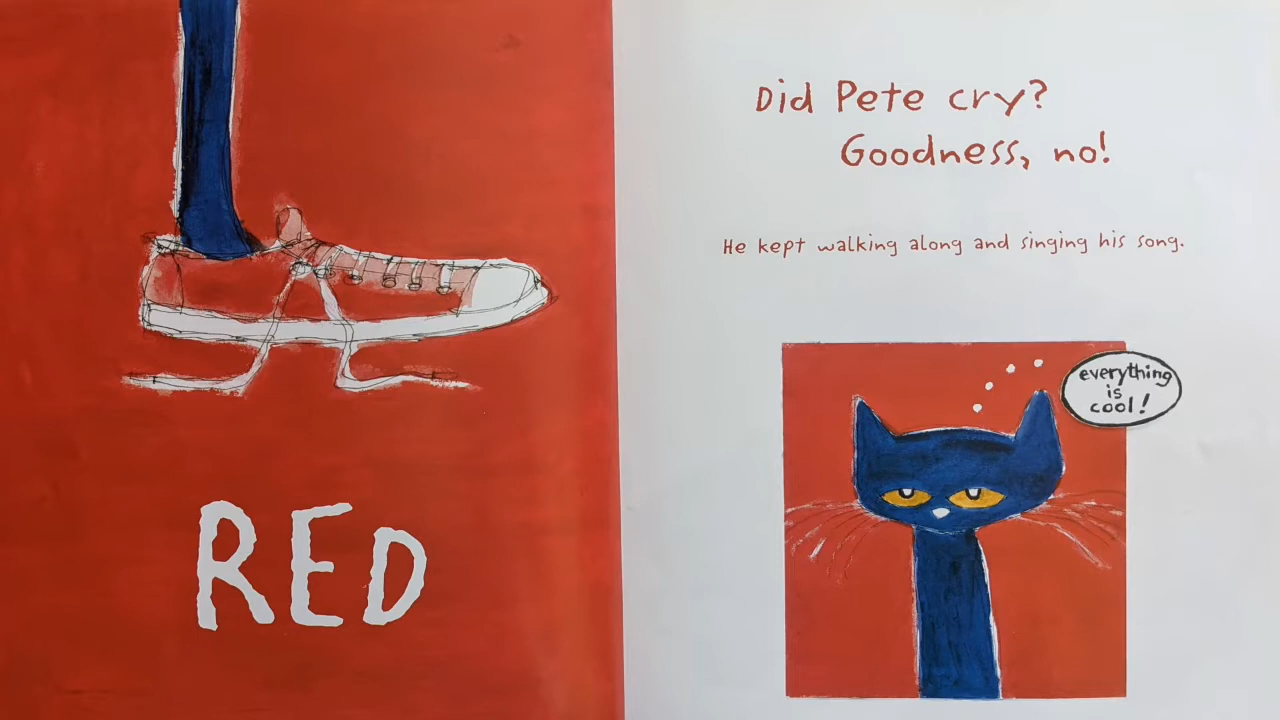 RED
Did Pete cry?
Goodness, no!
He kept walking along and singing his song.
everything
is
cool!